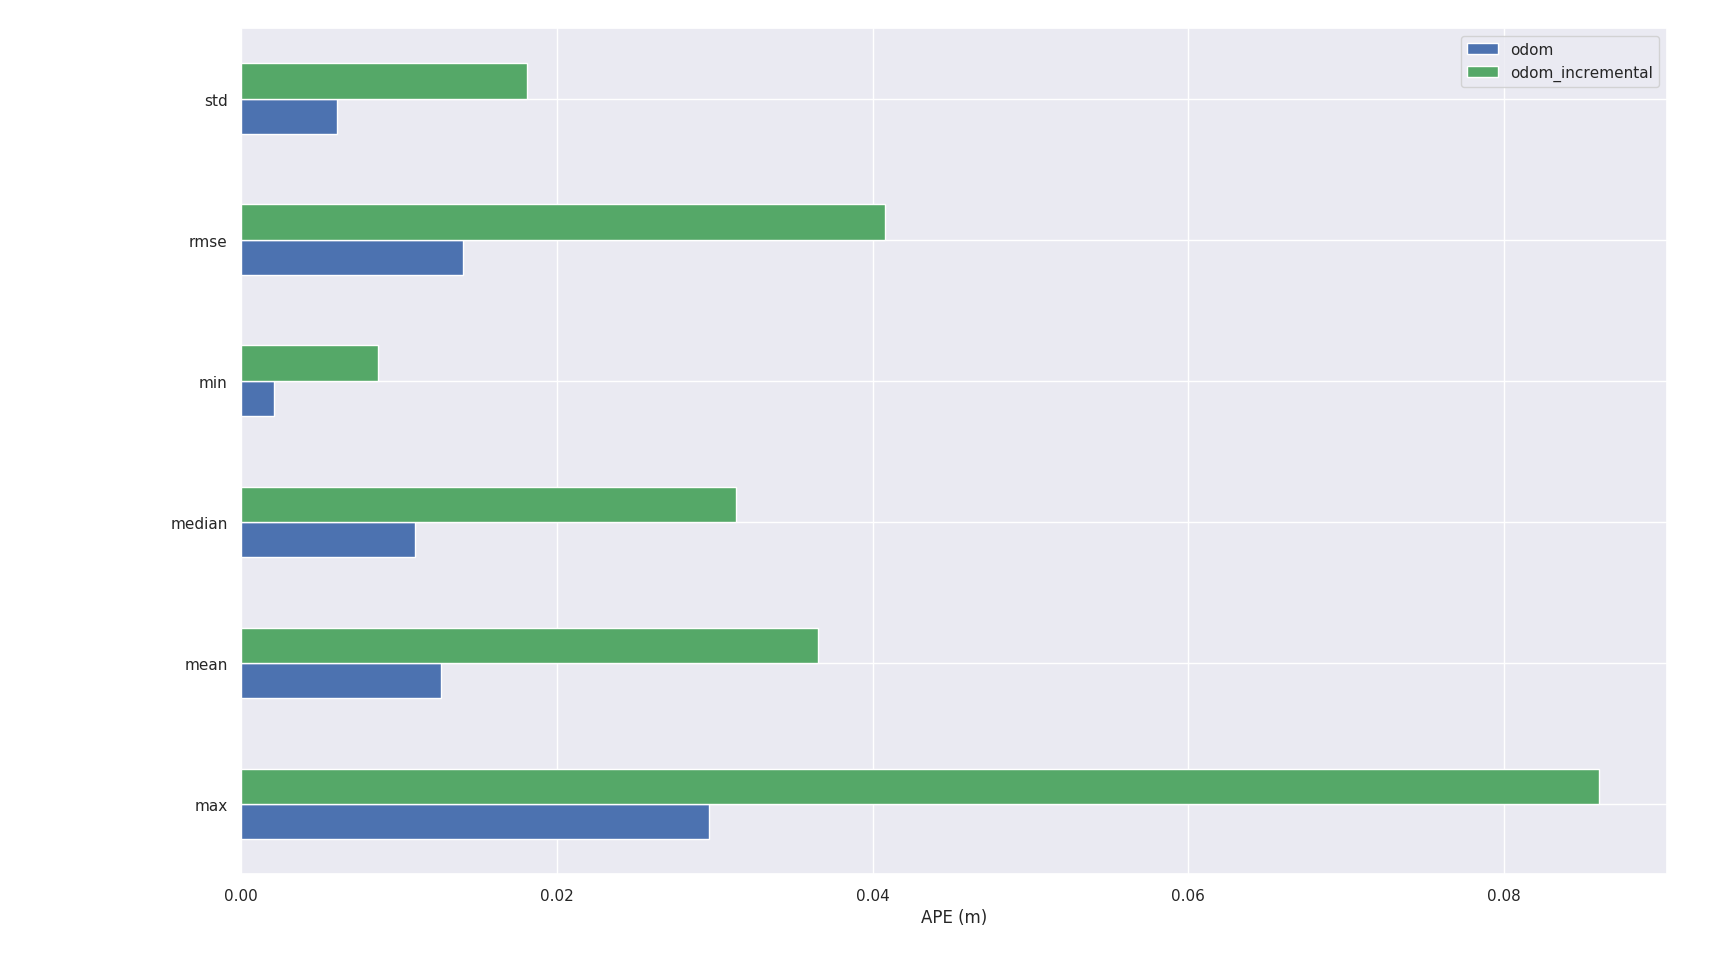 odom
odom_incremental
std
rmse
min
median
mean
max
0.00 0.02 0.04 0.06 0.08
APE (m)